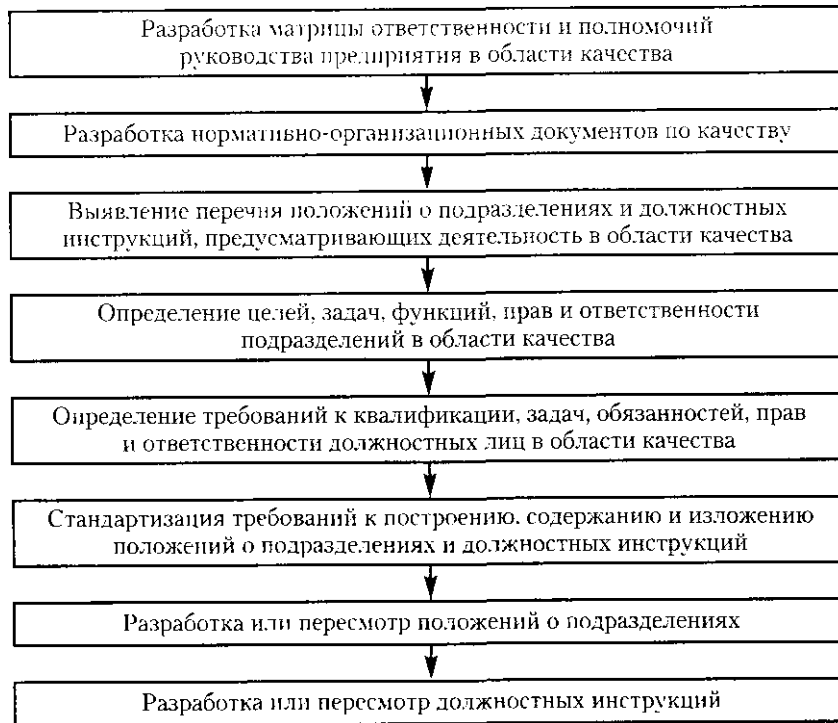 Разработка матрицы ответственности и полномочий
руководства предприятия в области качества
Разработка нормативно-организационных документов по качеству
Выявление перечня положений о подразделениях и должностных
инструкций, предусматривающих деятельность в области качества
Определение целей, задач, функций, прав и ответственности
подразделений в области качества
Определение требований к квалификации, задач, обязанностей, прав
и ответственности должностных лиц в области качества
Стандартизация требований к построению, содержанию и изложению
положений о подразделениях и должностных инструкций
Разработка или пересмотр положений о подразделениях
Разработка или пересмотр должностных инструкций